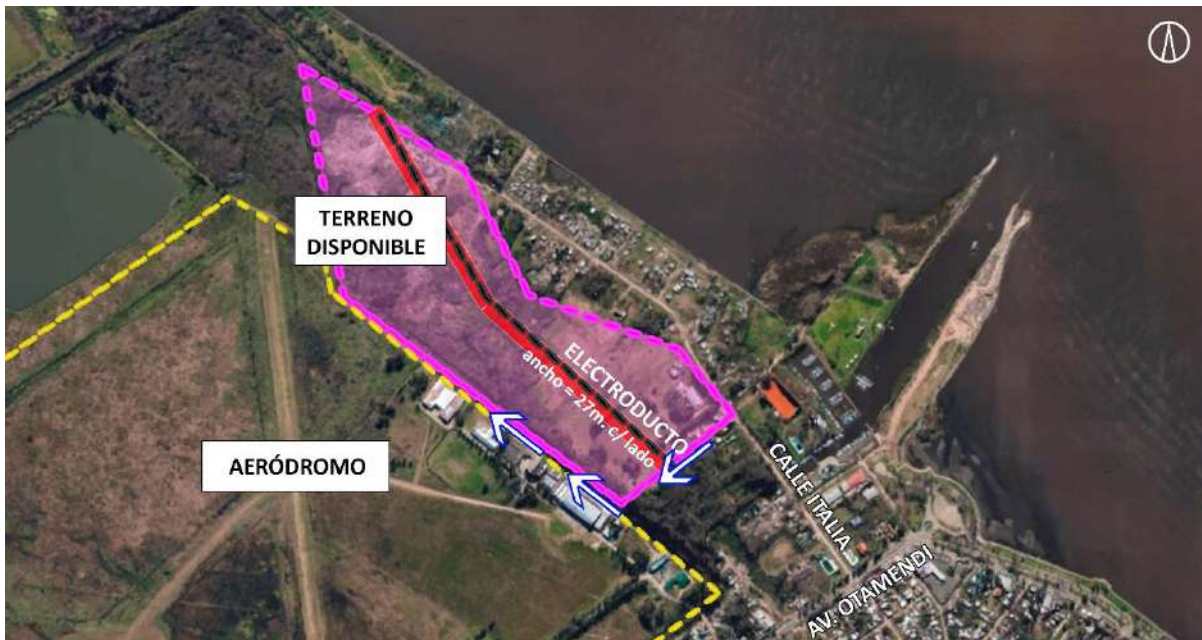 TERRENO
DISPONIBLE
ELECTRODUCTO
ancho = 27m. c/ lado
AERÓDROMO
CALLE ITALIA
AV. OTAMENDI